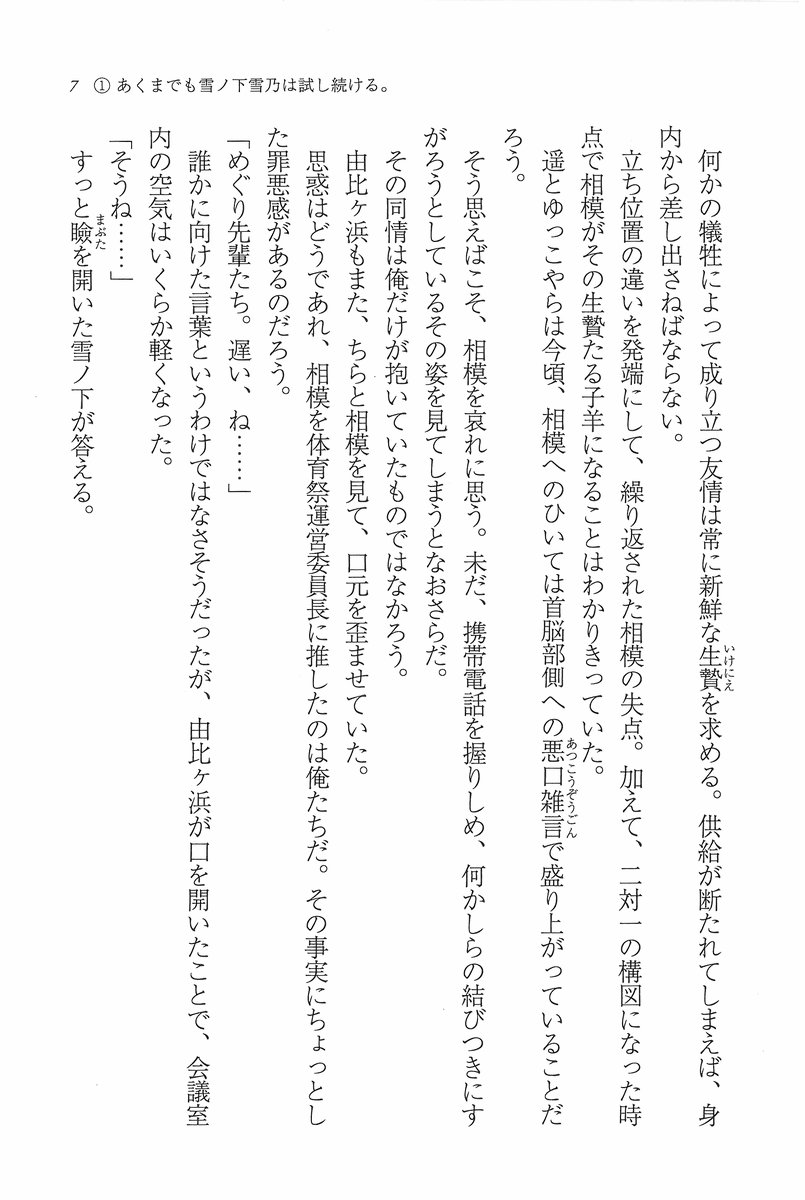 7 ① あくまでも雪ノ下雪乃は試し続ける。
何かの犠牲によって成り立つ友情は常に新鮮な生贄いけにえを求める。供給が断たれてしまえば、身
内から差し出さねばならない。
立ち位置の違いを発端にして、繰り返された相模の失点。加えて、二対一の構図になった時
点で相模がその生贄たる子羊になることはわかりきっていた。
遥とゆっこやらは今頃、相模へのひいては首脳部側への悪口雑言あっこうぞうごんで盛り上がっていることだ
ろう。
そう思えばこそ、相模を哀れに思う。未だ、携帯電話を握りしめ、何かしらの結びつきにす
がろうとしているその姿を見てしまうとなおさらだ。
その同情は俺だけが抱いていたものではなかろう。
由比ヶ浜もまた、ちらと相模を見て、口元を歪ませていた。
思惑はどうであれ、相模を体育祭運営委員長に推したのは俺たちだ。その事実にちょっとし
た罪悪感があるのだろう。
「めぐり先輩たち。遅い、ね……」
誰かに向けた言葉というわけではなさそうだったが、由比ヶ浜が口を開いたことで、会議室
内の空気はいくらか軽くなった。
「そうね……」
すっと瞼まぶたを開いた雪ノ下が答える。